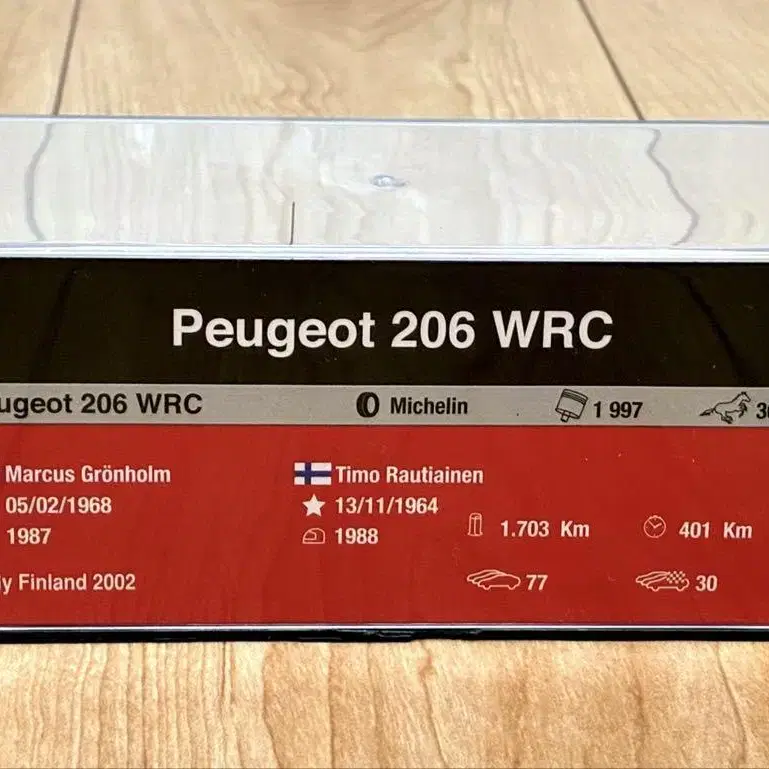 Peugeot 206 WRC
ugeot 206 WRC Michelin 1 997 30
Marcus Grönholm Timo Rautiainen
05/02/1968 13/11/1964
1987 1988 1.703 Km 401 Km
y Finland 2002 77 30